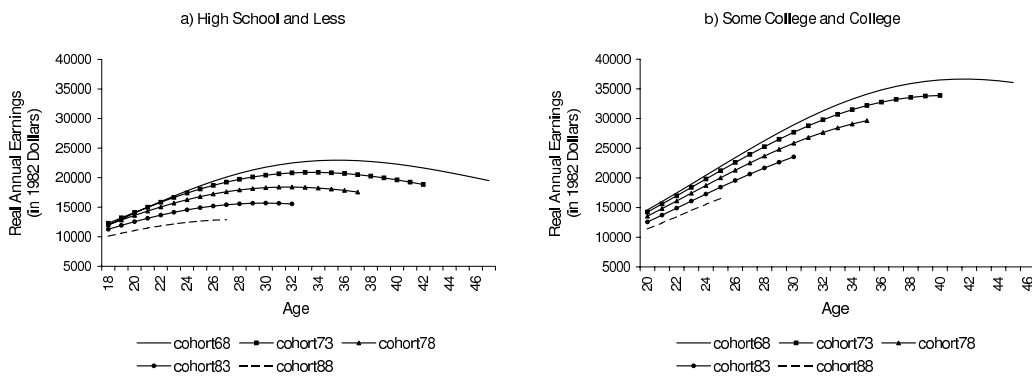 a) High School and Less
Real Annual Earnings
(in 1982 Dollars)
40000
35000
30000
25000
20000
15000
10000
5000
18 20 22 24 26 28 30 32 34 36 38 40 42 44 46
Age
cohort68 cohort73 cohort78
cohort83 cohort88
b) Some College and College
Real Annual Earnings
(in 1982 Dollars)
40000
35000
30000
25000
20000
15000
10000
5000
20 22 24 26 28 30 32 34 36 38 40 42 44 46
Age
cohort68 cohort73 cohort78
cohort83 cohort88